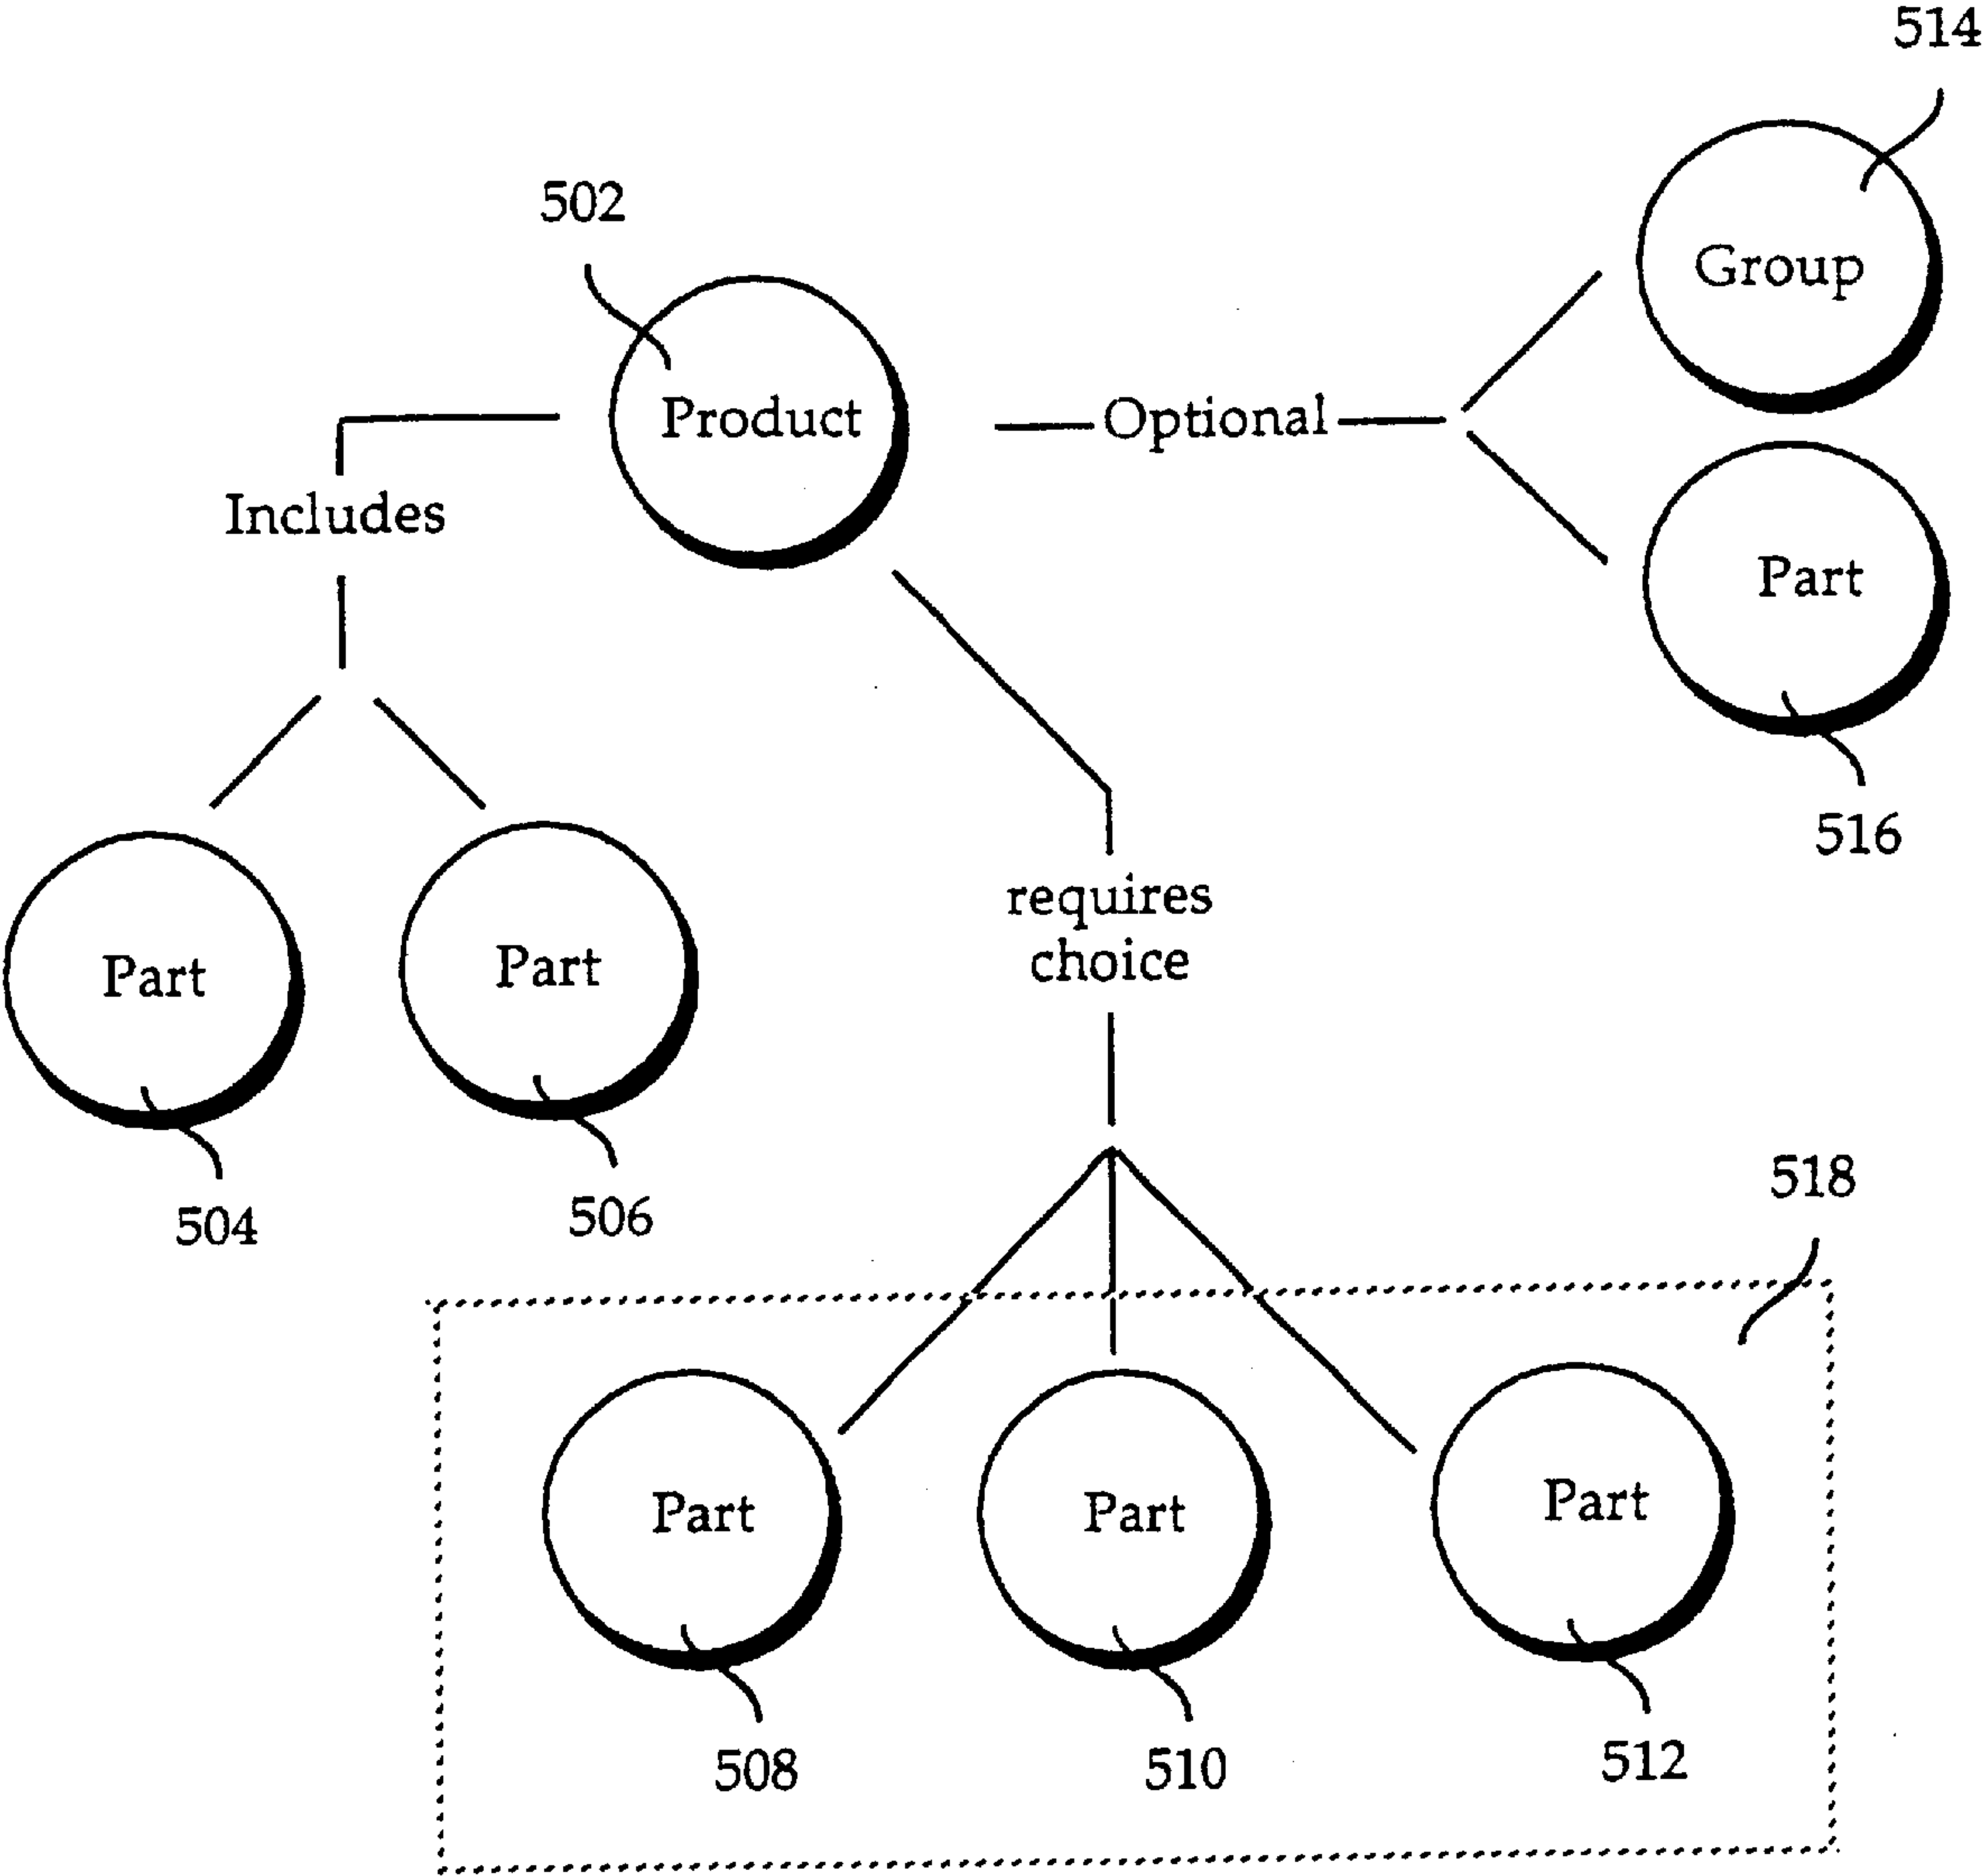 514
502
Group
Product
Optional
Includes
Part
516
requires
choice
Part
Part
504
506
518
Part
Part
Part
508
510
512